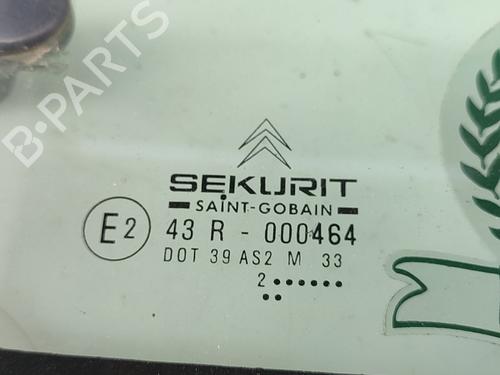 B-PARTS
SEKURIT
SAINT-GOBAIN
E2 43 R - 000464
DOT 39 AS2 M 33
2.......
..